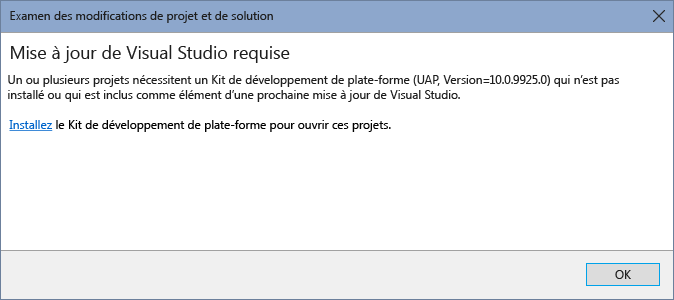 Examen des modifications de projet et de solution
Mise à jour de Visual Studio requise
Un ou plusieurs projets nécessitent un Kit de développement de plate-forme (UAP, Version=10.0.9925.0) qui n’est pas
installé ou qui est inclus comme élément d’une prochaine mise à jour de Visual Studio.
Installez le Kit de développement de plate-forme pour ouvrir ces projets.
OK